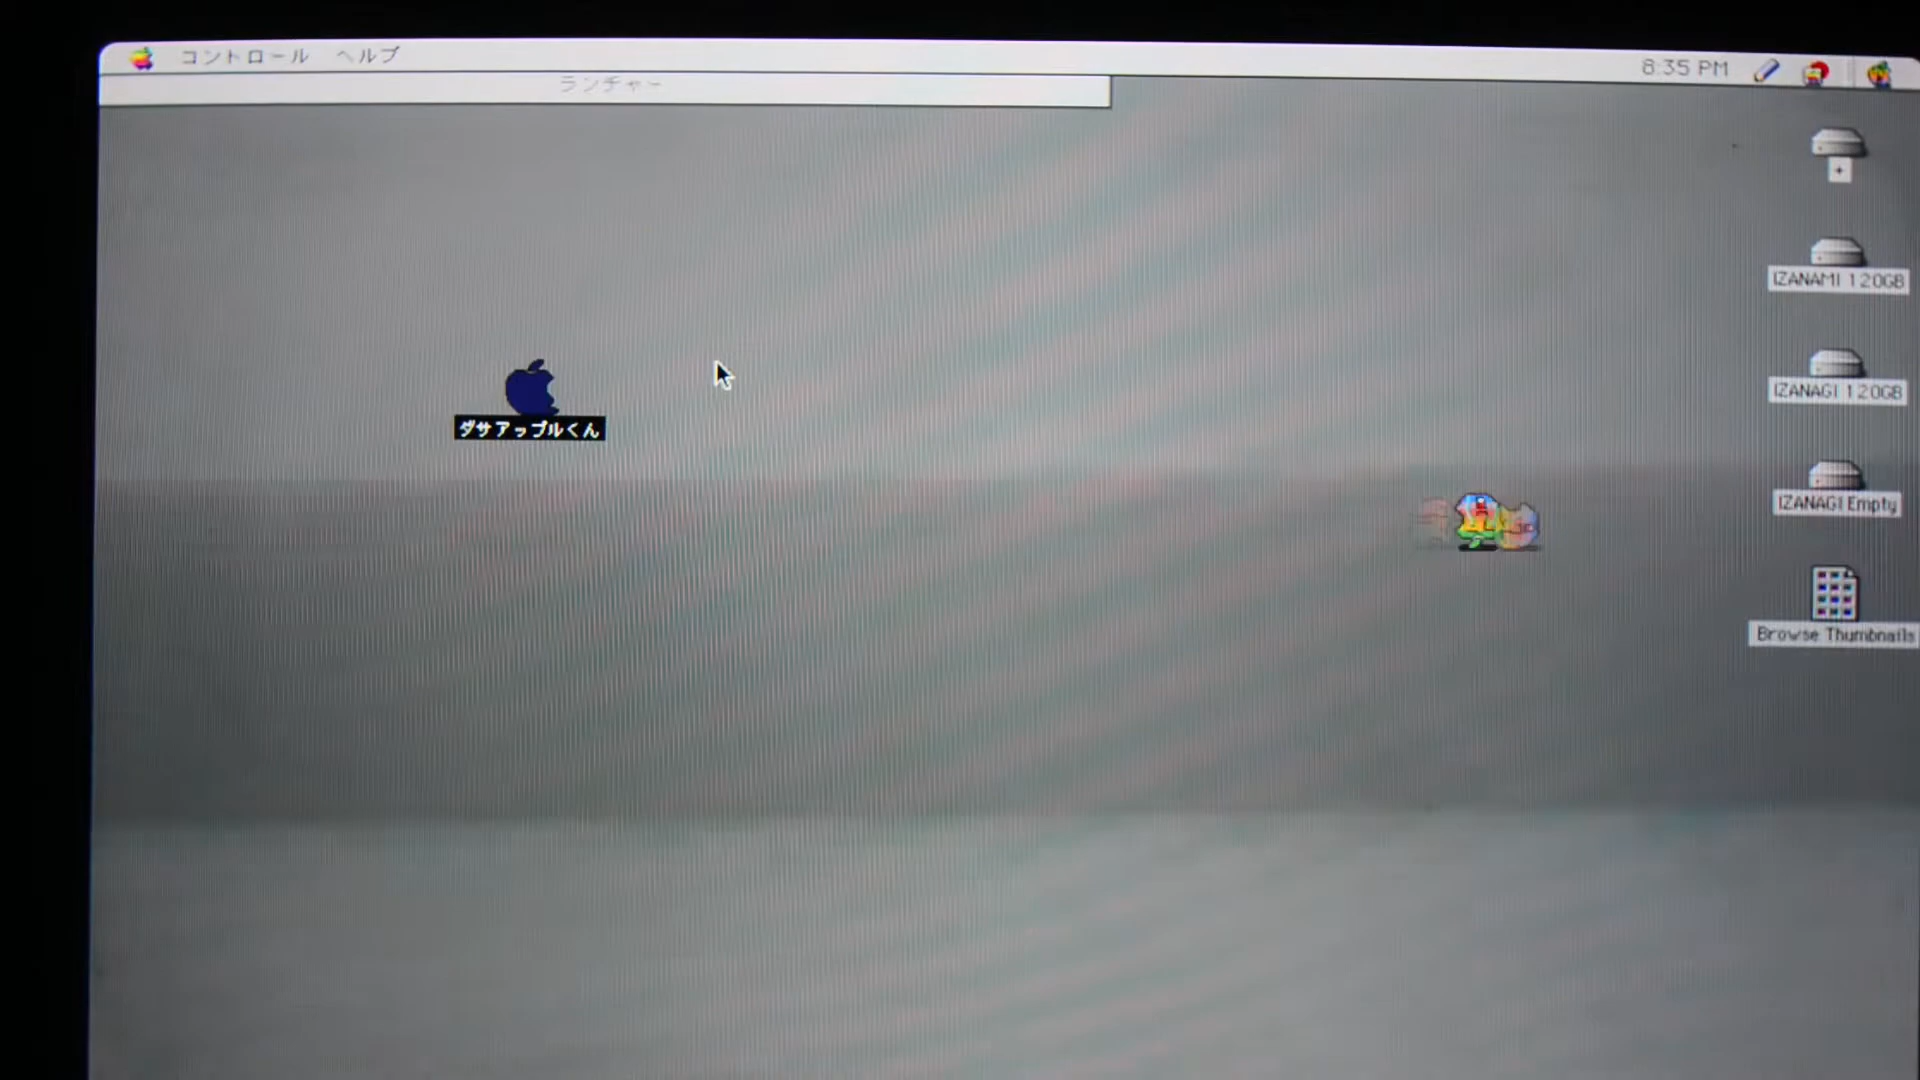 コントロール ヘルプ
8:35 PM
ランチャー
IZANAMI 120GB
IZANAGI 120GB
ダサアップルくん
IZANAGI Empty
Browse Thumbnails